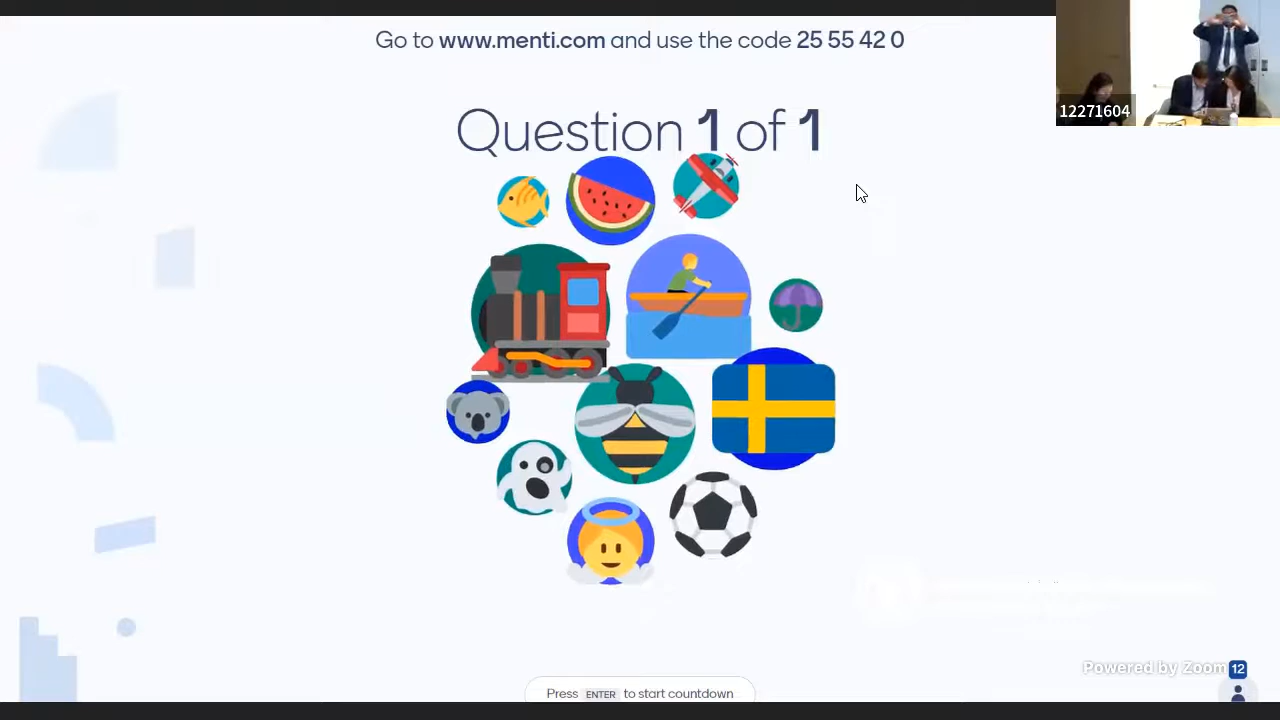 Go to www.menti.com and use the code 25 55 42 0
12271604
Question 1 of 1
Powered by Zoom
12
Press ENTER to start countdown